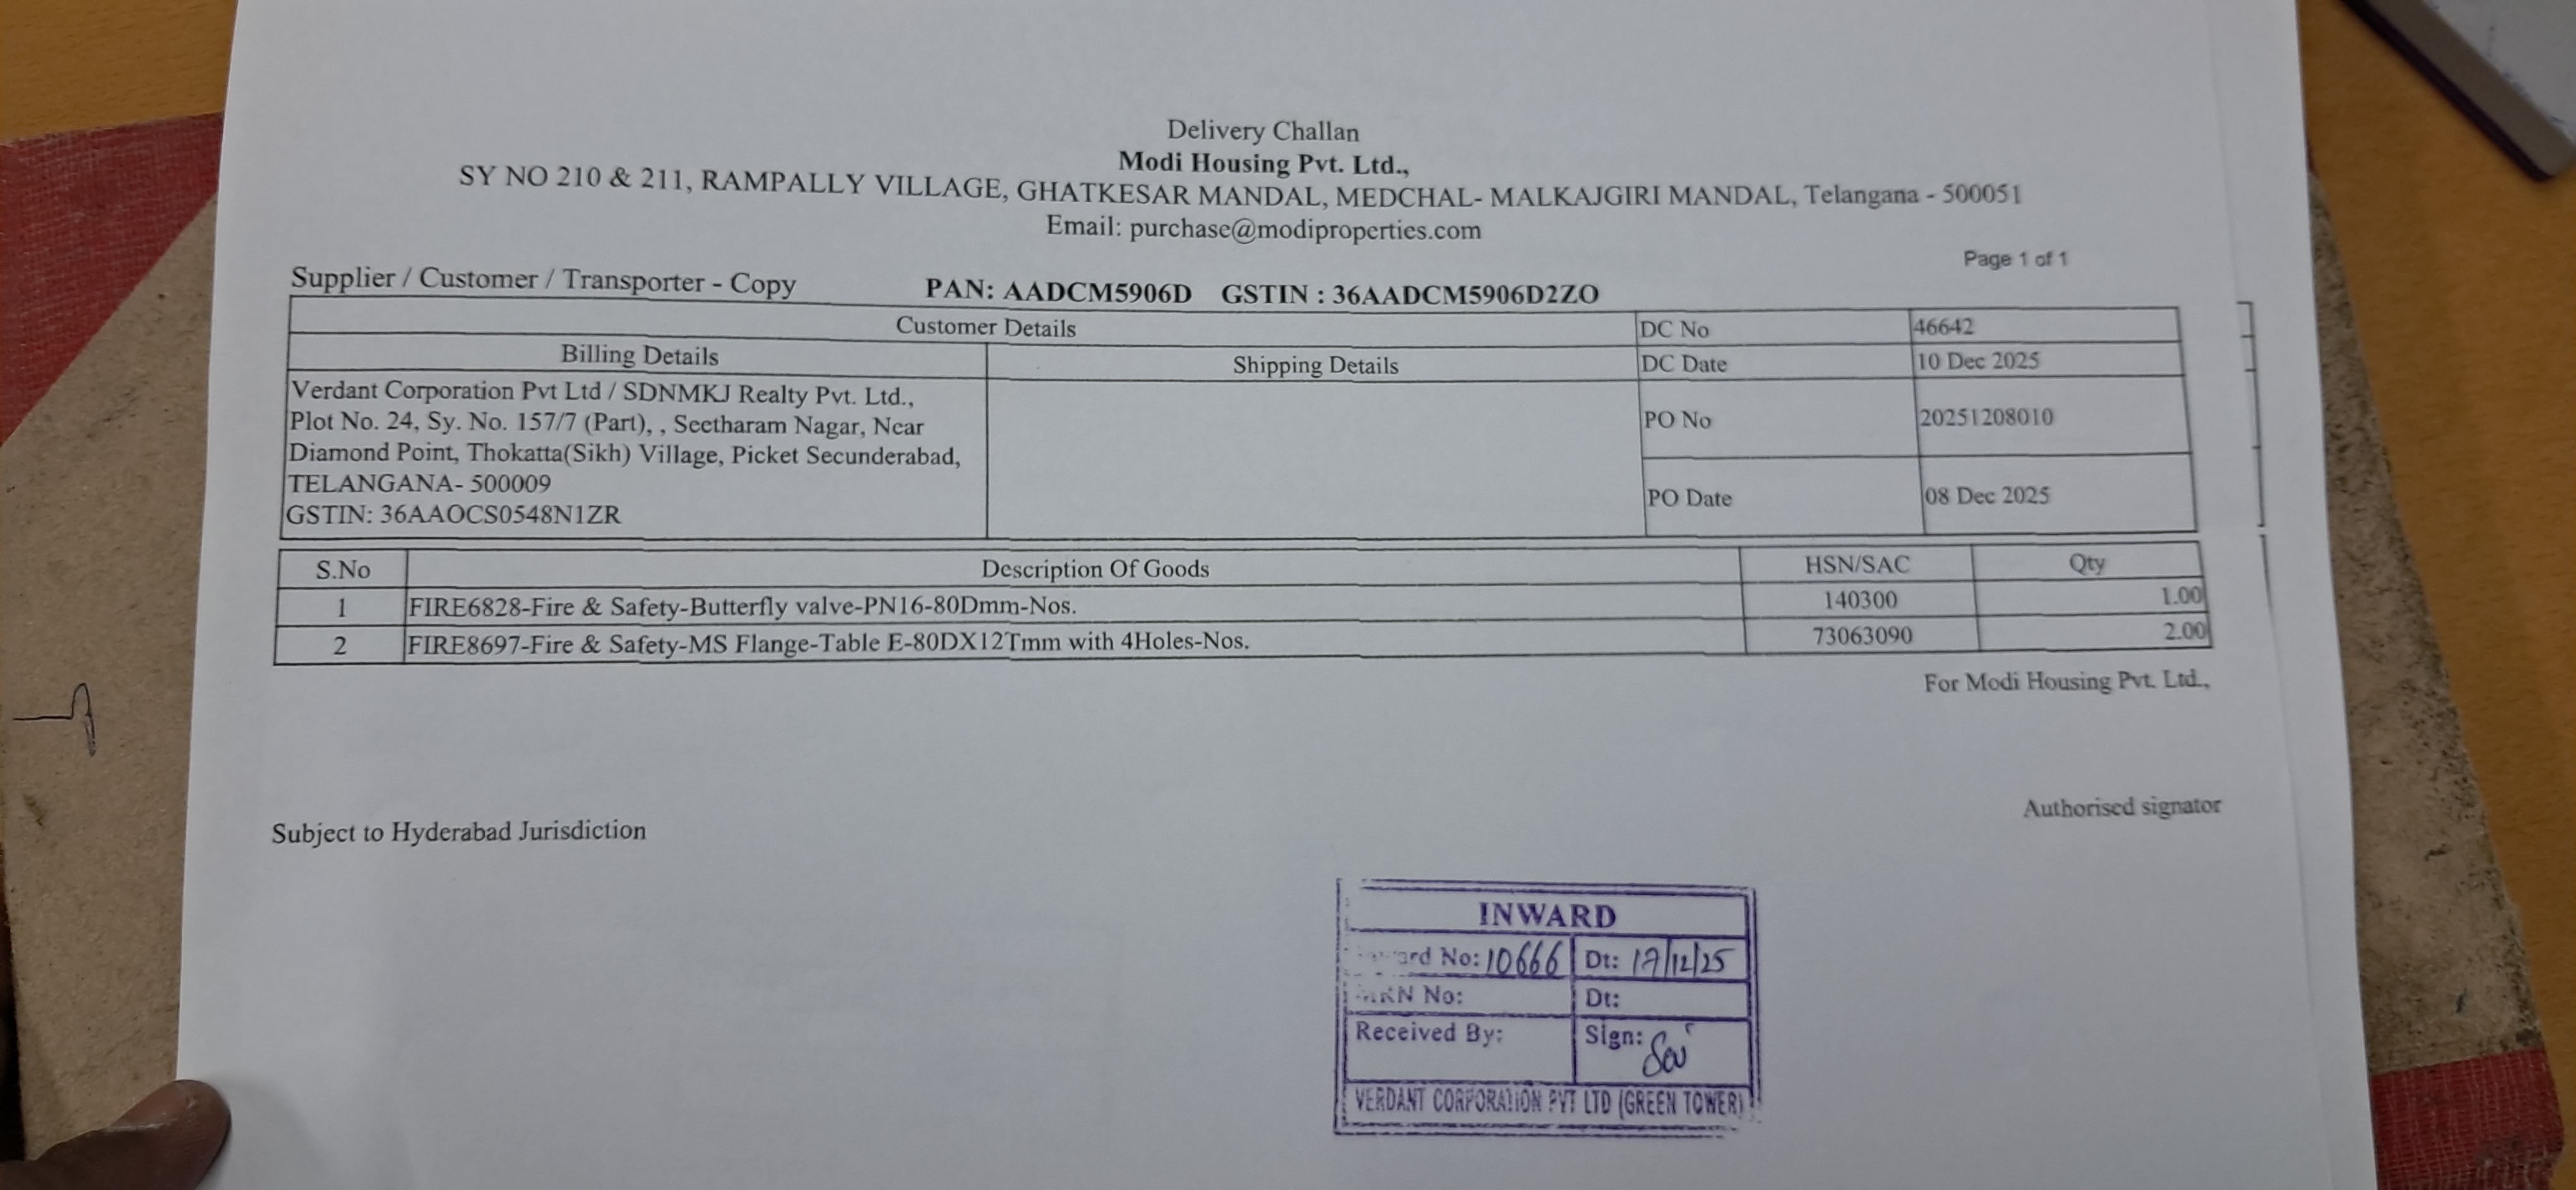 Delivery Challan
Modi Housing Pvt. Ltd.,
SY NO 210 & 211, RAMPALLY VILLAGE, GHATKESAR MANDAL, MEDCHAL- MALKAJGIRI MANDAL, Telangana - 500051
Email: purchase@modiproperties.com
Page 1 of 1
Supplier / Customer / Transporter - Copy PAN: AADCM5906D GSTIN : 36AADCM5906D2ZO
Customer Details
Billing Details
Shipping Details
Verdant Corporation Pvt Ltd / SDNMKJ Realty Pvt. Ltd.,
Plot No. 24, Sy. No. 157/7 (Part), , Seetharam Nagar, Near
Diamond Point, Thokatta(Sikh) Village, Picket Secunderabad,
TELANGANA- 500009
GSTIN: 36AAOCS0548N1ZR
DC No 46642
DC Date 10 Dec 2025
PO No 20251208010
PO Date 08 Dec 2025
S.No Description Of Goods HSN/SAC Qty
1 FIRE6828-Fire & Safety-Butterfly valve-PN16-80Dmm-Nos. 140300 1.00
2 FIRE8697-Fire & Safety-MS Flange-Table E-80DX12Tmm with 4Holes-Nos. 73063090 2.00
For Modi Housing Pvt. Ltd.,
Authorised signator
Subject to Hyderabad Jurisdiction
INWARD
No: 10666 Dt: /12/25
No: Dt:
Received By: Sign:
VERDANT CORPORATION PVT LTD (GREEN TOWER)